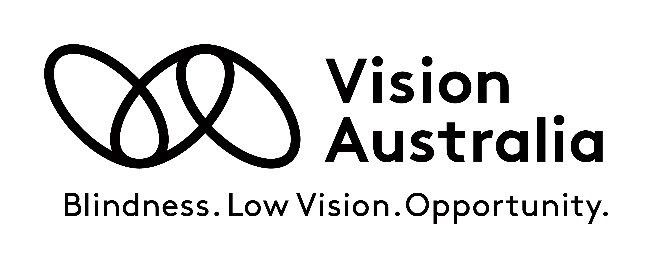 Vision
Australia
Blindness. Low Vision. Opportunity.